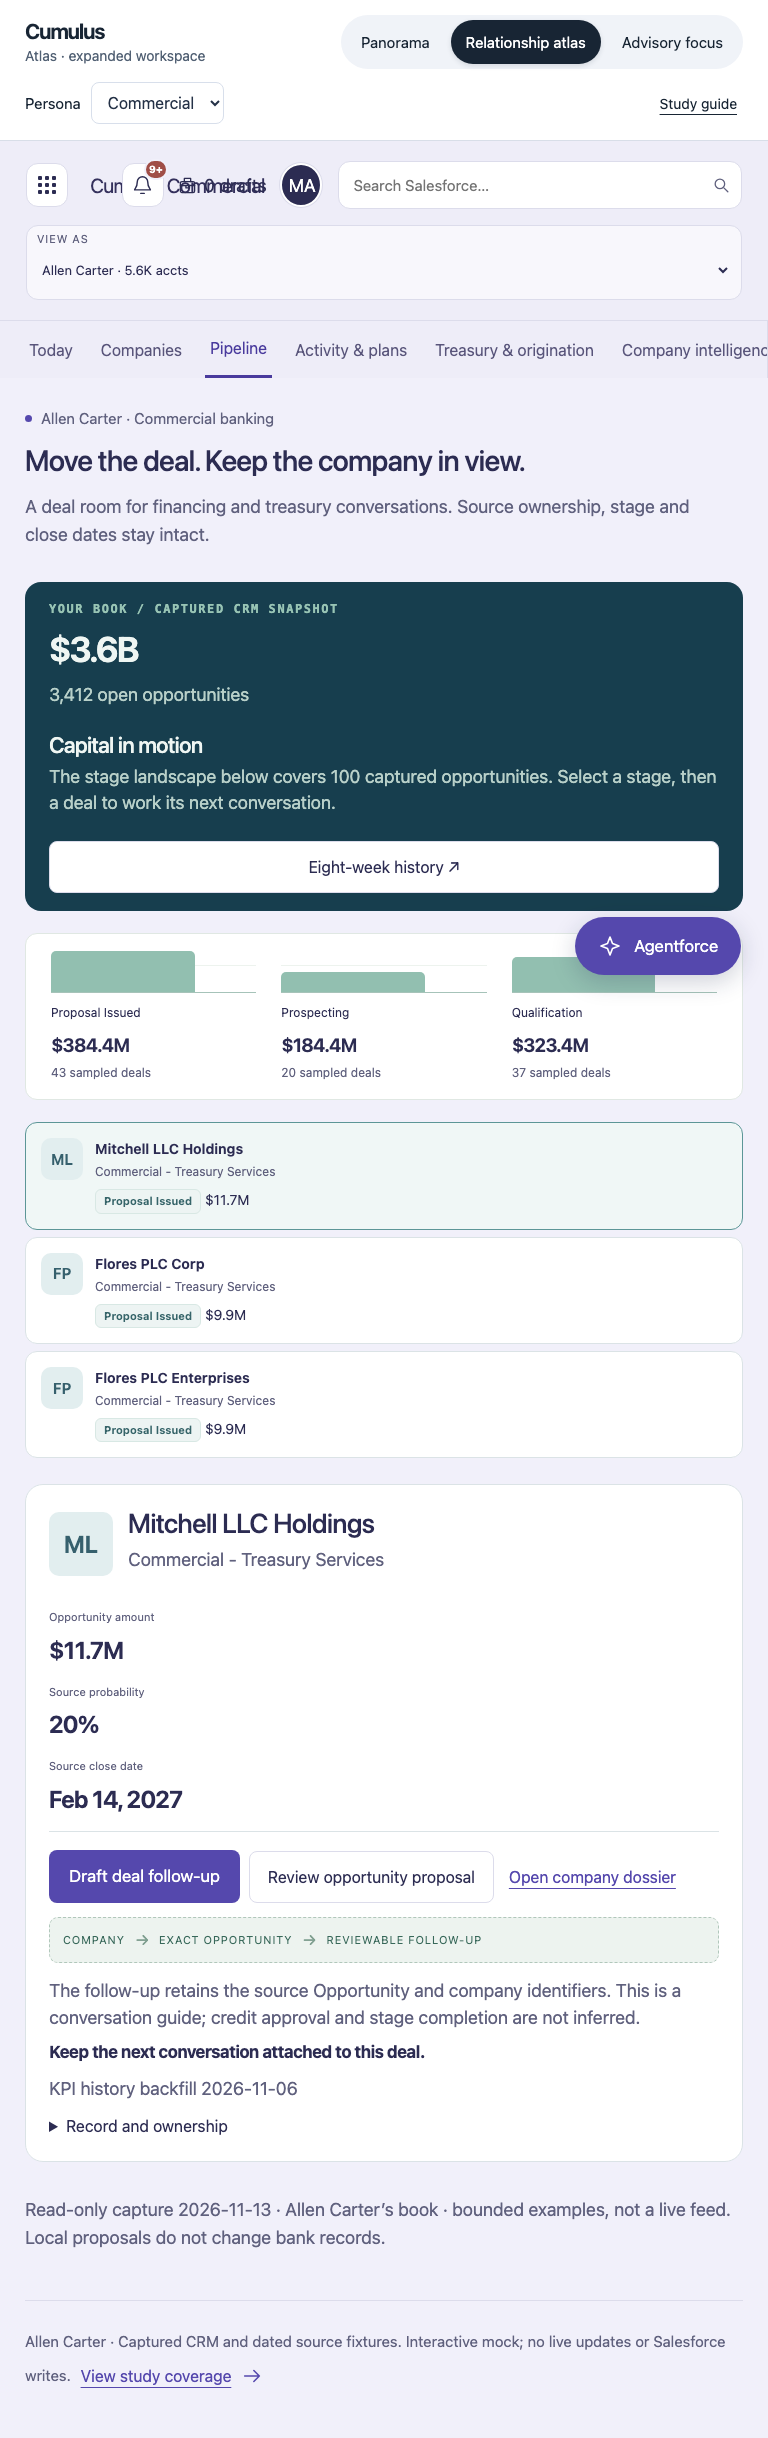 Cumulus
Atlas · expanded workspace
Panorama
Relationship atlas
Advisory focus
Persona
Commercial
Study guide
9+
Commercial
0 drafts
MA
Search Salesforce...
VIEW AS
Allen Carter · 5.6K accts
Today
Companies
Pipeline
Activity & plans
Treasury & origination
Company intelligenc
Allen Carter · Commercial banking
Move the deal. Keep the company in view.
A deal room for financing and treasury conversations. Source ownership, stage and
close dates stay intact.
YOUR BOOK / CAPTURED CRM SNAPSHOT
$3.6B
3,412 open opportunities
Capital in motion
The stage landscape below covers 100 captured opportunities. Select a stage, then
a deal to work its next conversation.
Eight-week history ↗
Agentforce
Proposal Issued
$384.4M
43 sampled deals
Prospecting
$184.4M
20 sampled deals
Qualification
$323.4M
37 sampled deals
ML
Mitchell LLC Holdings
Commercial - Treasury Services
Proposal Issued $11.7M
FP
Flores PLC Corp
Commercial - Treasury Services
Proposal Issued $9.9M
FP
Flores PLC Enterprises
Commercial - Treasury Services
Proposal Issued $9.9M
ML
Mitchell LLC Holdings
Commercial - Treasury Services
Opportunity amount
$11.7M
Source probability
20%
Source close date
Feb 14, 2027
Draft deal follow-up
Review opportunity proposal
Open company dossier
COMPANY → EXACT OPPORTUNITY → REVIEWABLE FOLLOW-UP
The follow-up retains the source Opportunity and company identifiers. This is a
conversation guide; credit approval and stage completion are not inferred.
Keep the next conversation attached to this deal.
KPI history backfill 2026-11-06
Record and ownership
Read-only capture 2026-11-13 · Allen Carter’s book · bounded examples, not a live feed.
Local proposals do not change bank records.
Allen Carter · Captured CRM and dated source fixtures. Interactive mock; no live updates or Salesforce
writes. View study coverage →